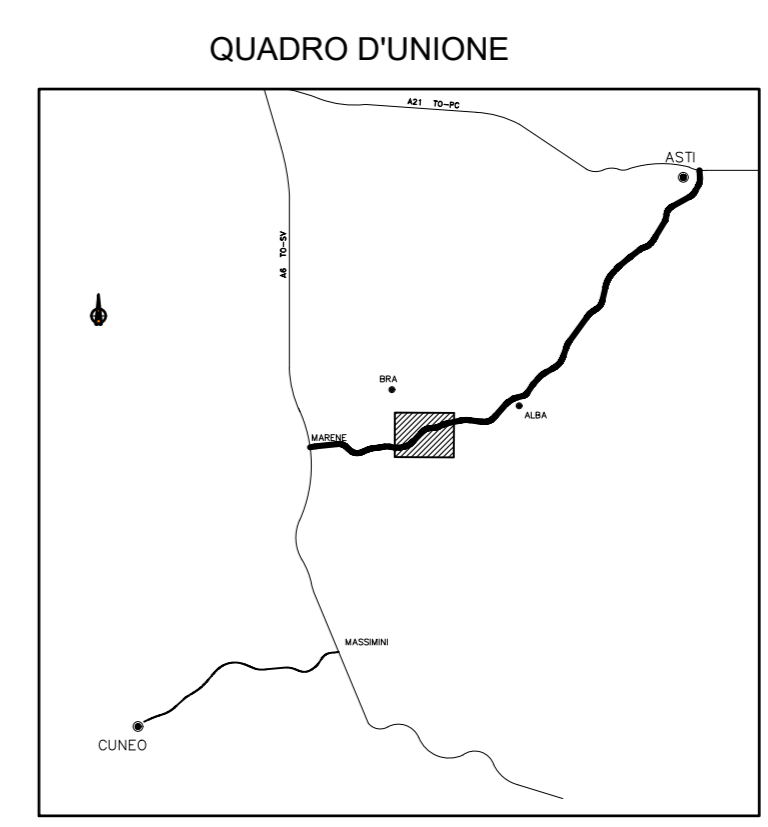 QUADRO D'UNIONE
A21 TO-PC
ASTI
A6 TO-SV
BRA
ALBA
MARENE
MASSIMINI
CUNEO